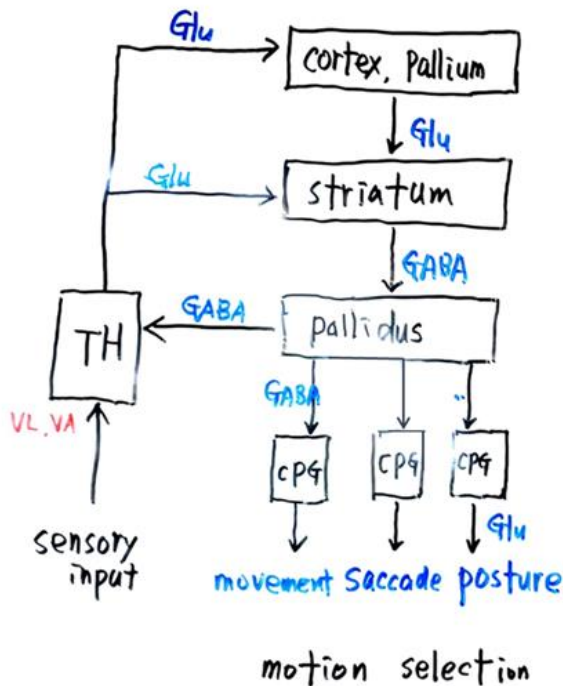 Glu
cortex, pallium
Glu
Glu
striatum
GABA
GABA
pallidus
TH
GABA
..
VL, VA
CPG
CPG
CPG
Glu
sensory
input
movement saccade posture
motion selection